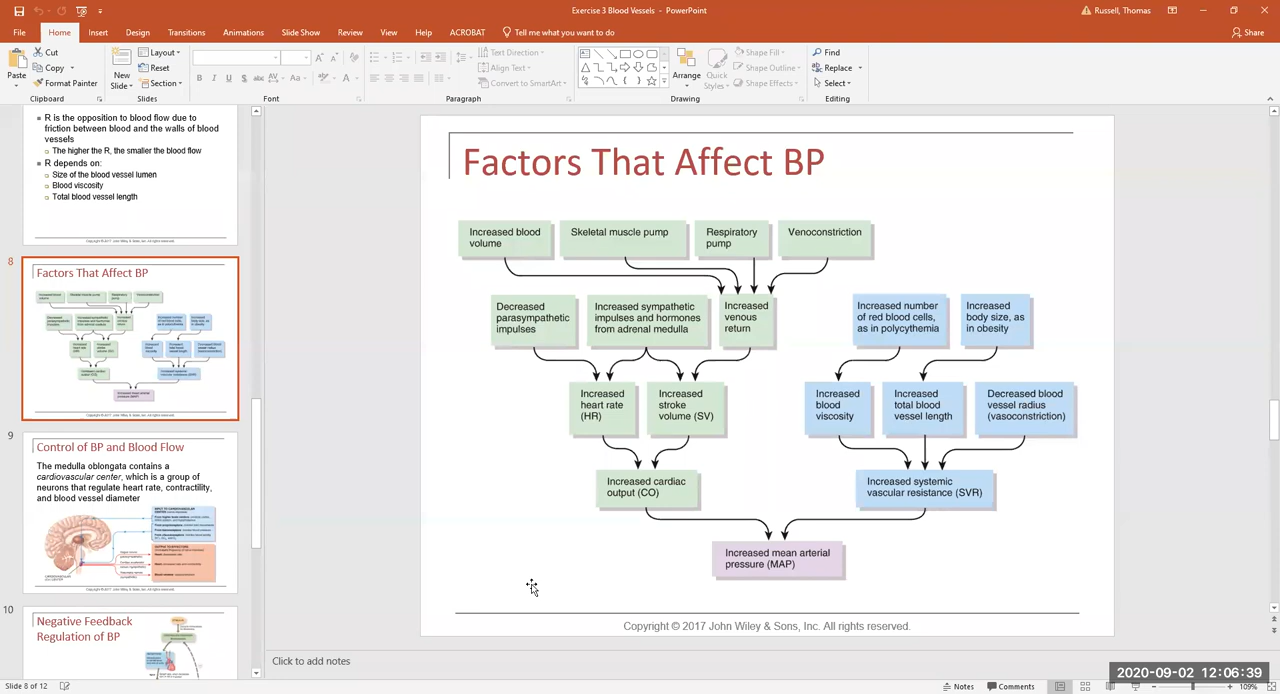 Exercise 3 Blood Vessels - PowerPoint
Russell, Thomas
File Home Insert Design Transitions Animations Slide Show Review View Help ACROBAT Tell me what you want to do
Share
Paste
Cut
Copy
Format Painter
Clipboard
New
Slide
Layout
Reset
Section
Slides
Font
Text Direction
Align Text
Convert to SmartArt
Paragraph
Arrange
Quick
Styles
Shape Fill
Shape Outline
Shape Effects
Drawing
Find
Replace
Select
Editing
R is the opposition to blood flow due to
friction between blood and the walls of blood
vessels
The higher the R, the smaller the blood flow
R depends on:
Size of the blood vessel lumen
Blood viscosity
Total blood vessel length
8
Factors That Affect BP
9
Control of BP and Blood Flow
The medulla oblongata contains a
cardiovascular center, which is a group of
neurons that regulate heart rate, contractility,
and blood vessel diameter
10
Negative Feedback
Regulation of BP
Factors That Affect BP
Increased blood
volume
Skeletal muscle pump
Respiratory
pump
Venoconstriction
Decreased
parasympathetic
impulses
Increased sympathetic
impulses and hormones
from adrenal medulla
Increased
venous
return
Increased number
of red blood cells,
as in polycythemia
Increased
body size, as
in obesity
Increased
heart rate
(HR)
Increased
stroke
volume (SV)
Increased
blood
viscosity
Increased
total blood
vessel length
Decreased blood
vessel radius
(vasoconstriction)
Increased cardiac
output (CO)
Increased systemic
vascular resistance (SVR)
Increased mean arterial
pressure (MAP)
Copyright © 2017 John Wiley & Sons, Inc. All rights reserved.
Click to add notes
2020-09-02 12:06:39
Slide 8 of 12
Notes
Comments
109%